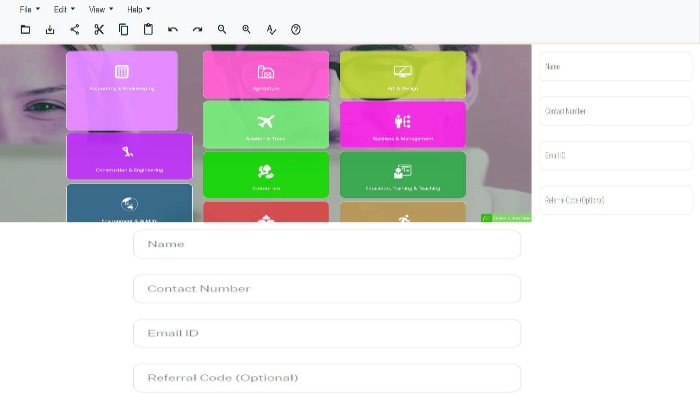 File Edit View Help
Accounting & Bookkeeping
Agriculture
Art & Design
Aviation & Travel
Business & Management
Construction & Engineering
Education, Training & Teaching
Environment & Wildlife
Name
Contact Number
Email ID
Referral Code (Optional)
Name
Contact Number
Email ID
Referral Code (Optional)